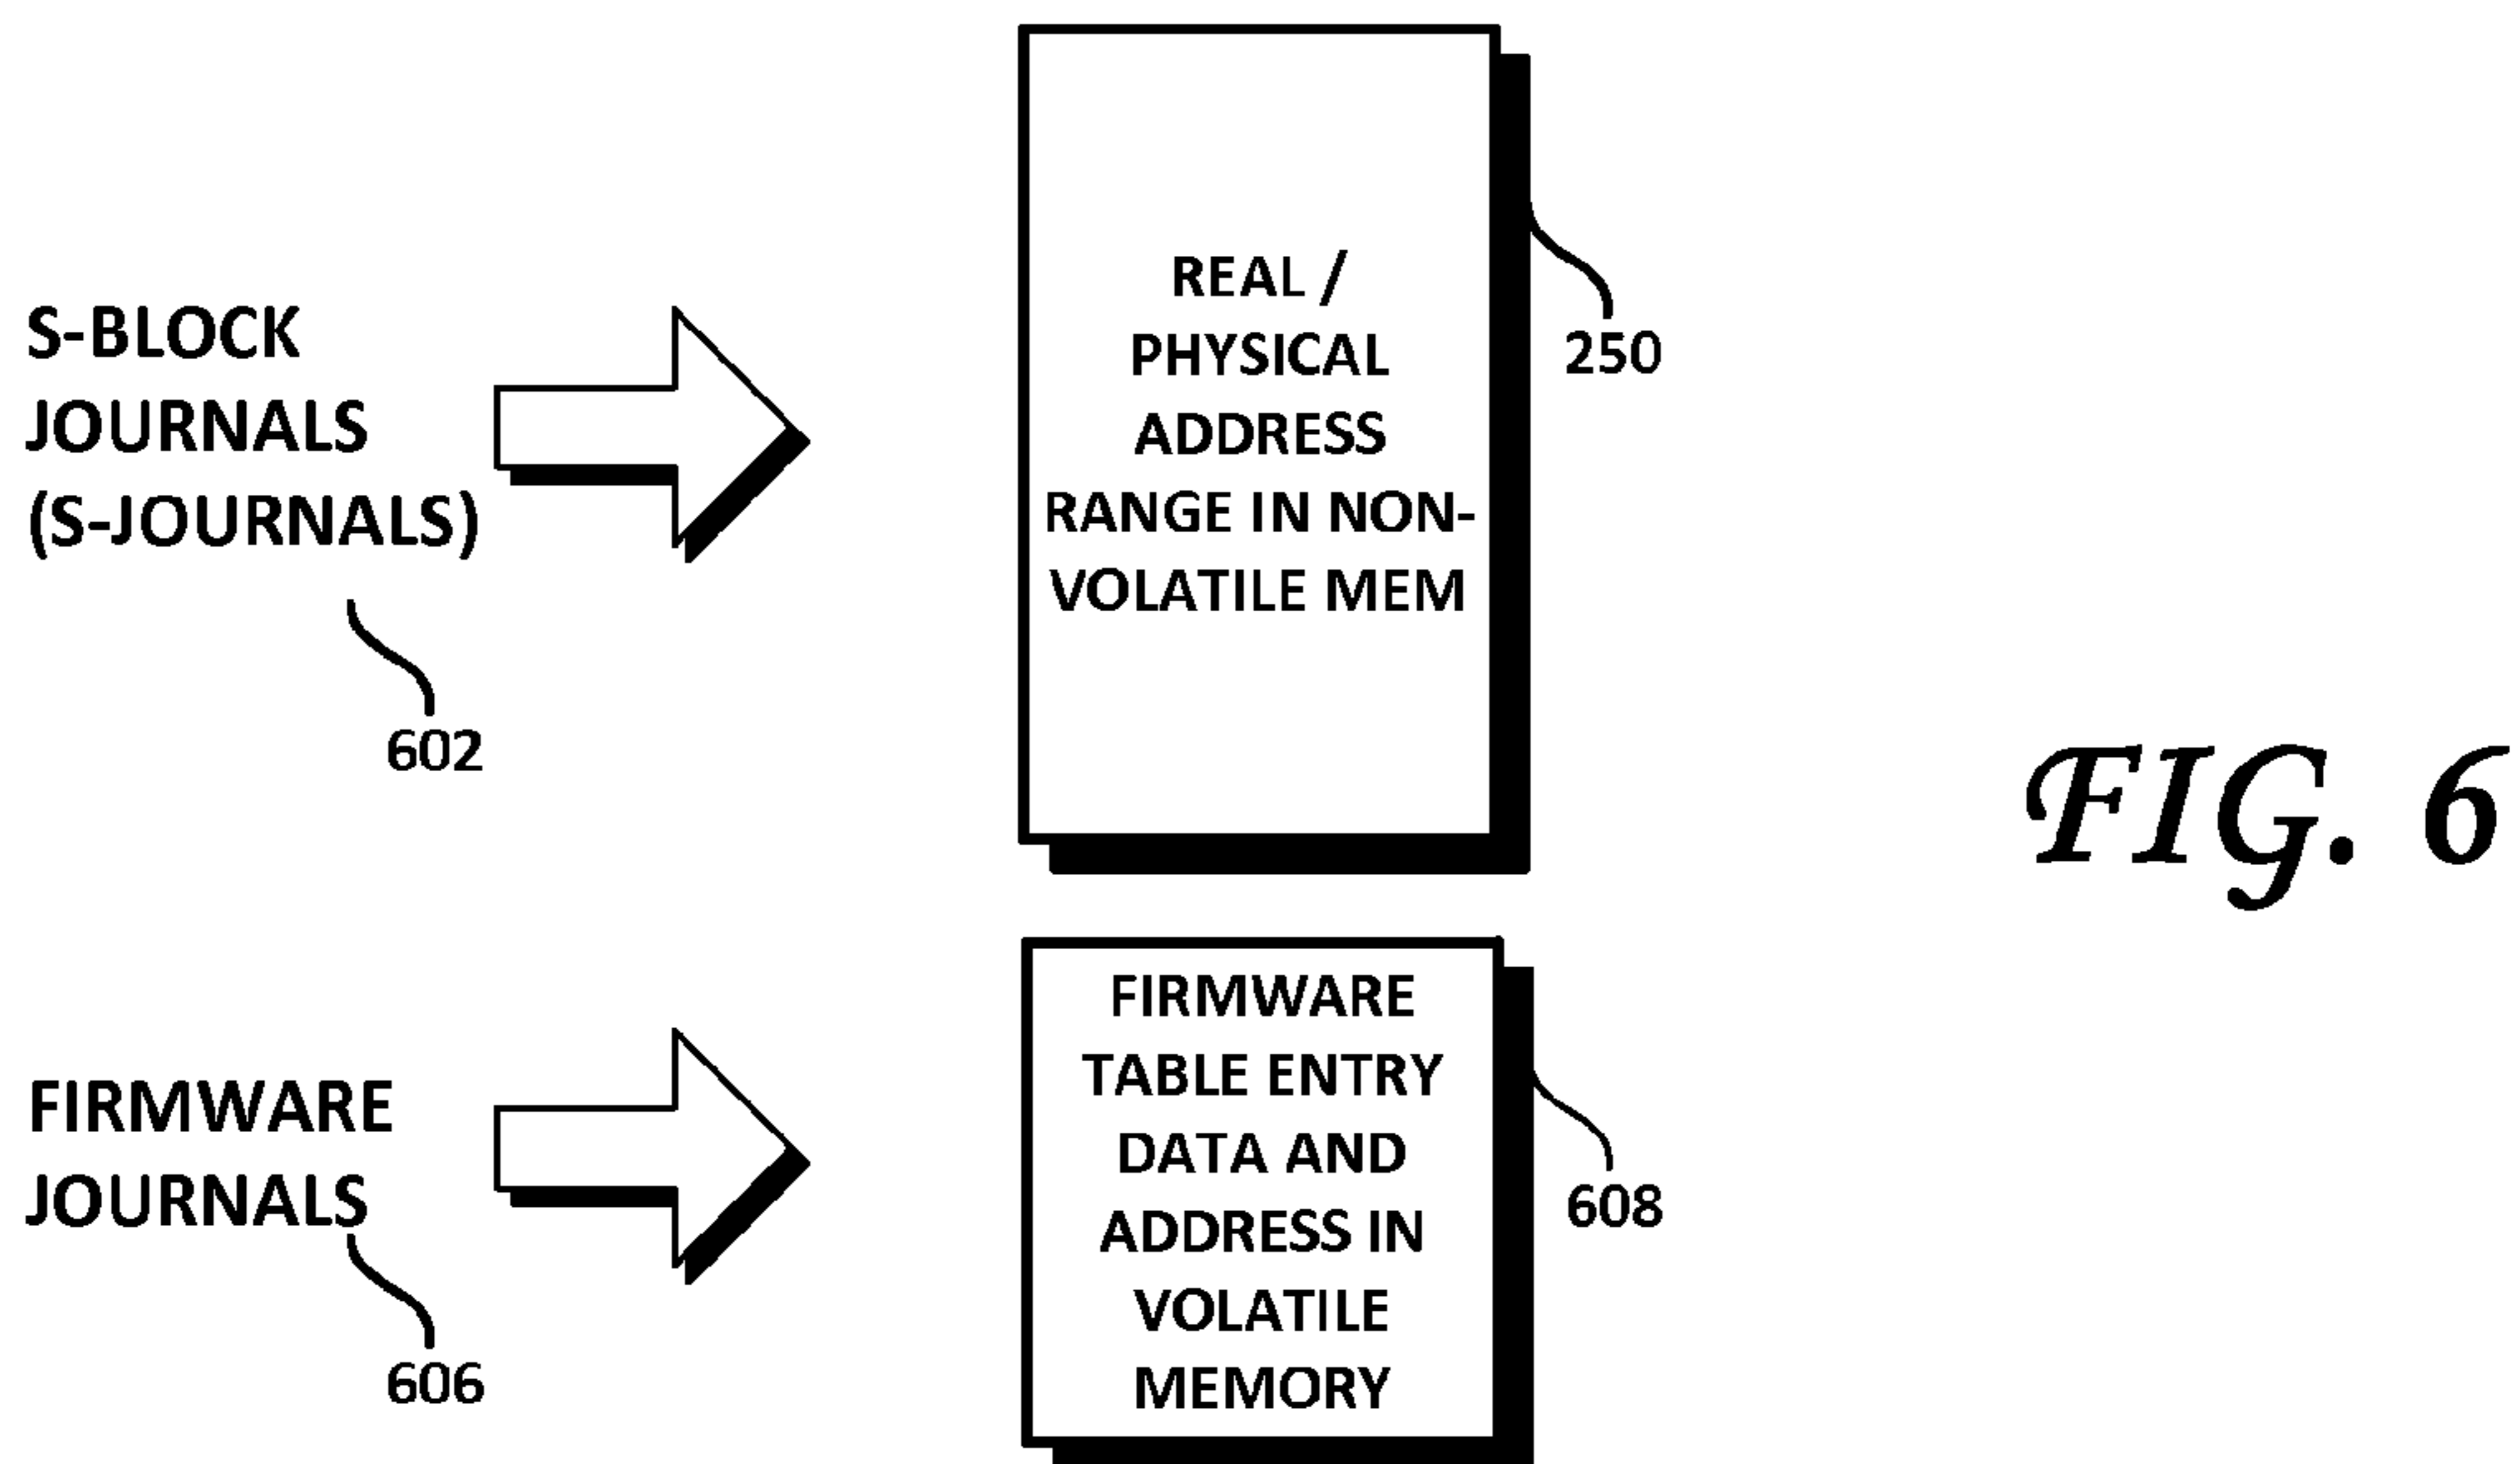 S-BLOCK
JOURNALS
(S-JOURNALS)
602
REAL /
PHYSICAL
ADDRESS
RANGE IN NON-
VOLATILE MEM
250
FIRMWARE
JOURNALS
606
FIRMWARE
TABLE ENTRY
DATA AND
ADDRESS IN
VOLATILE
MEMORY
608
FIG. 6